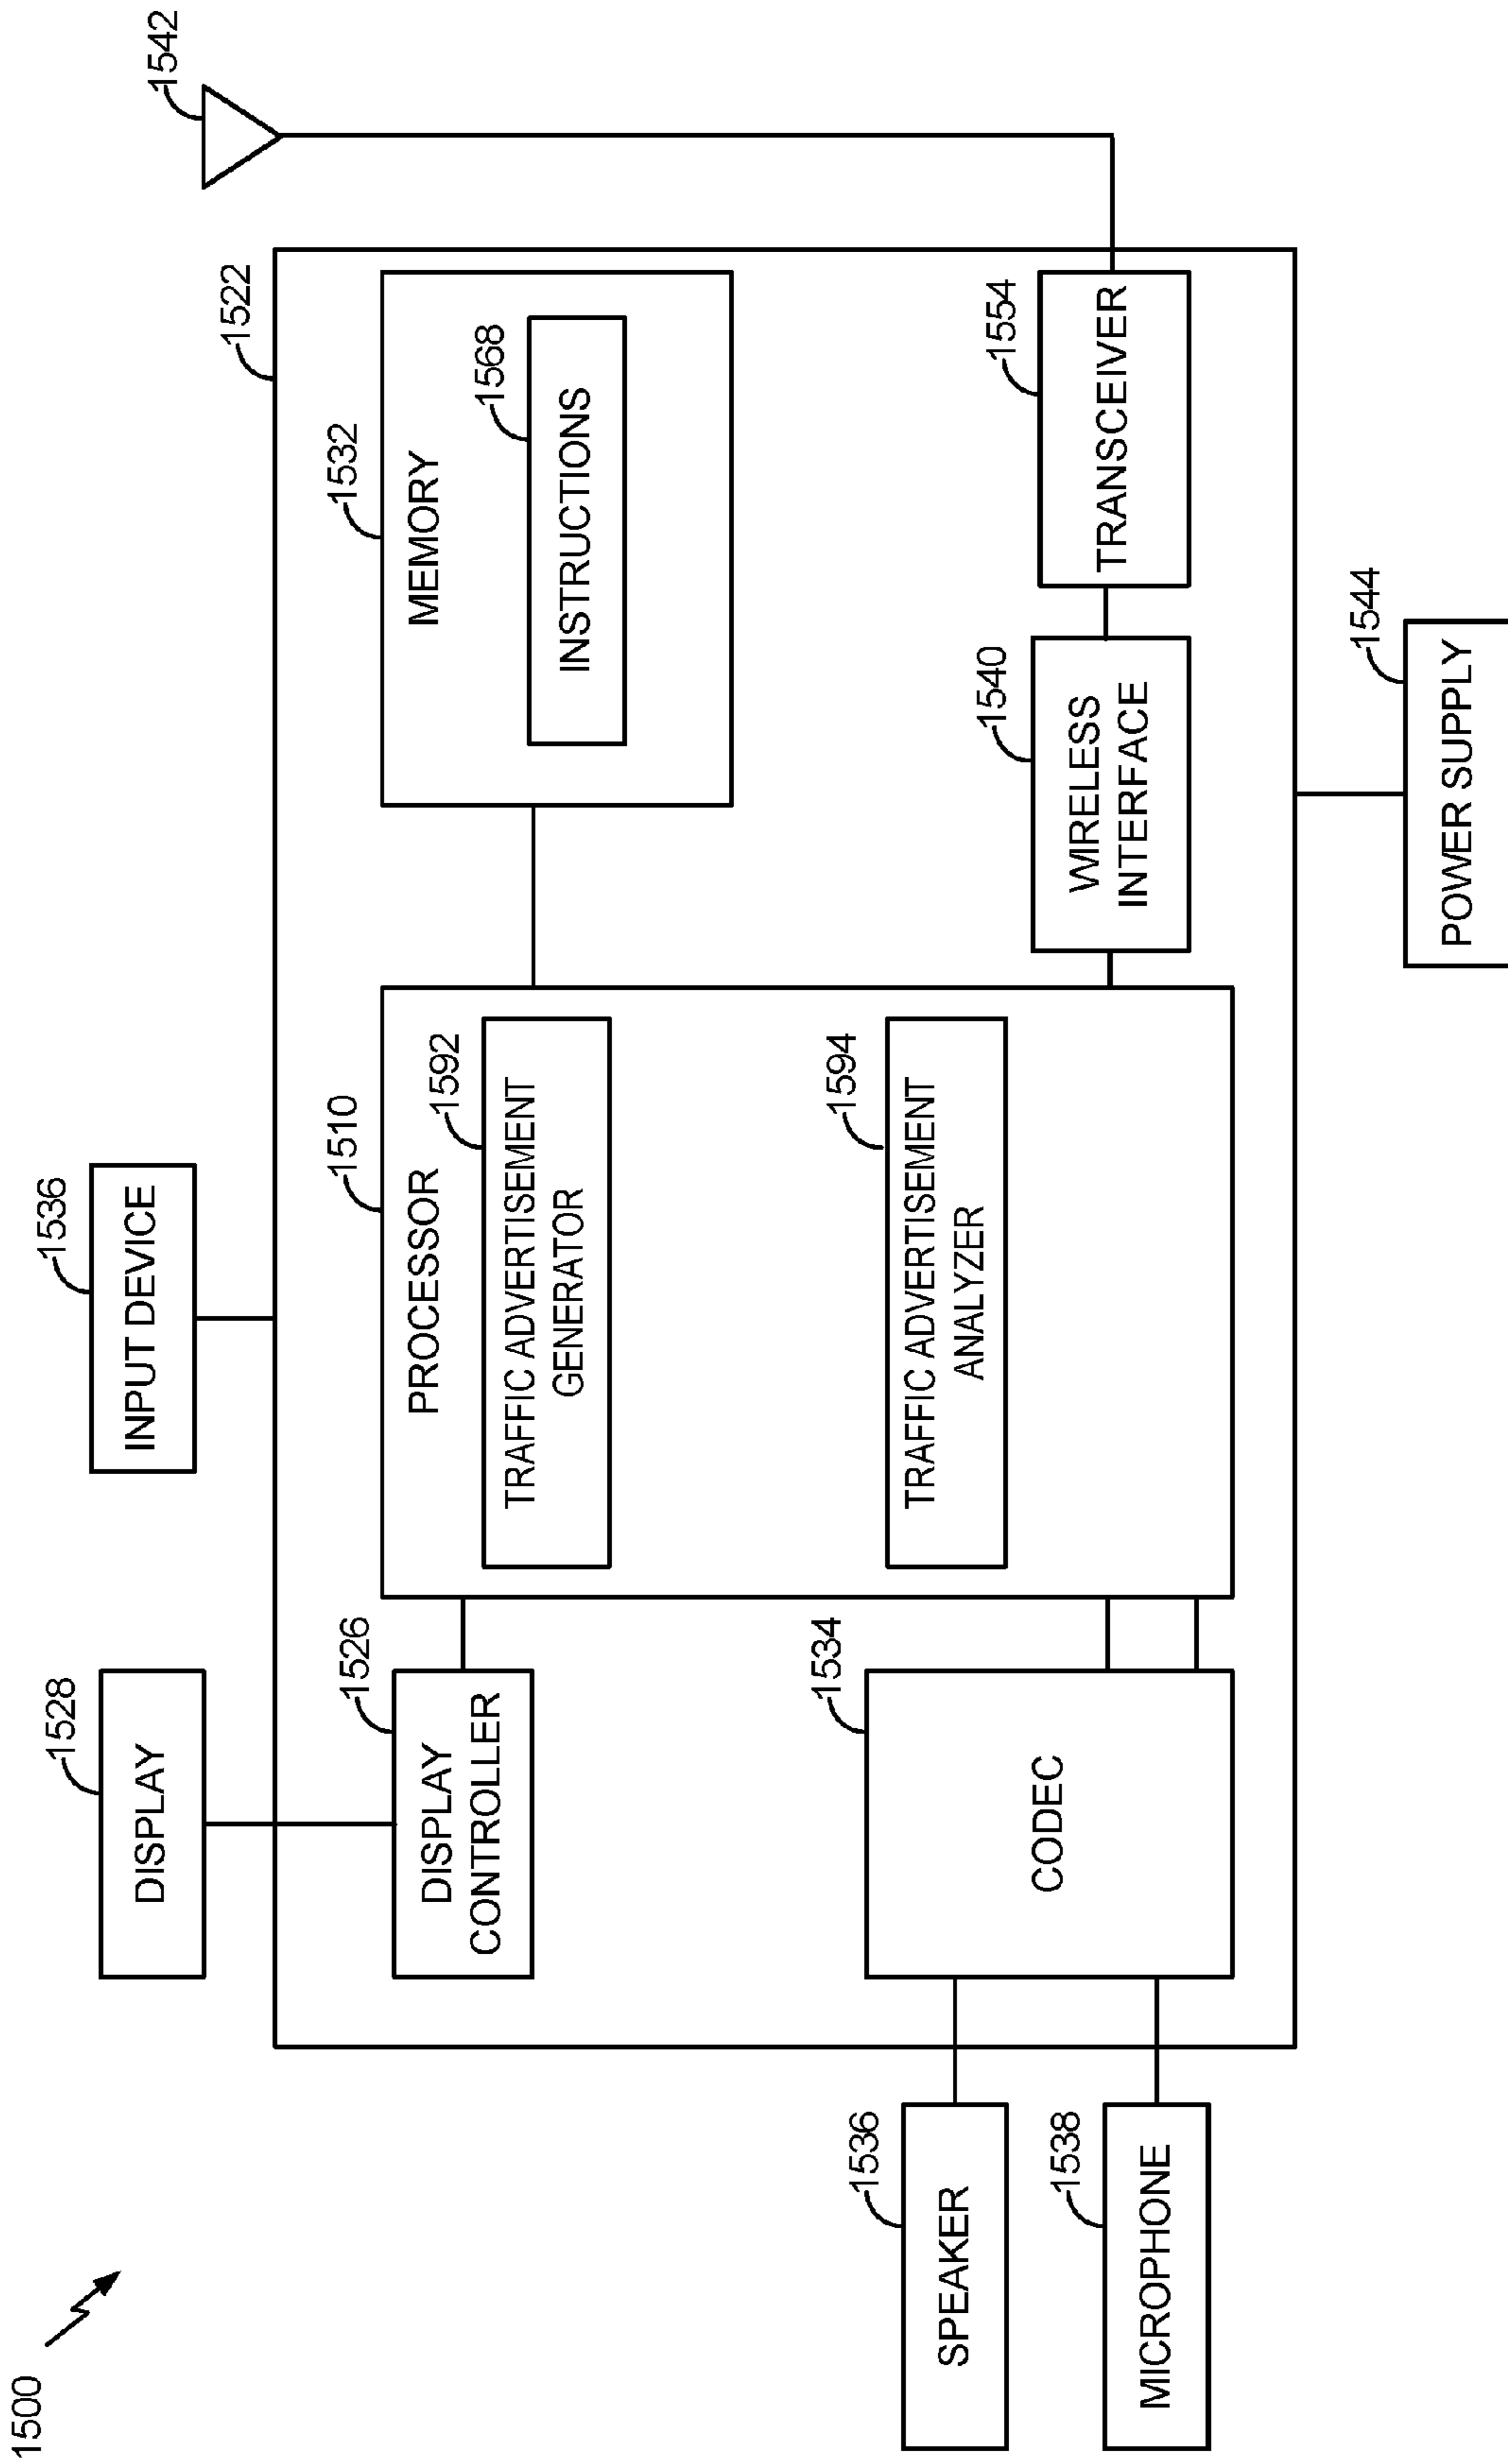 1500
1528
DISPLAY
1536
INPUT DEVICE
1542
1522
1526
DISPLAY
CONTROLLER
1510
PROCESSOR
1592
TRAFFIC ADVERTISEMENT
GENERATOR
1594
TRAFFIC ADVERTISEMENT
ANALYZER
1532
MEMORY
1568
INSTRUCTIONS
1534
CODEC
1540
WIRELESS
INTERFACE
1554
TRANSCEIVER
1536
SPEAKER
1538
MICROPHONE
1544
POWER SUPPLY